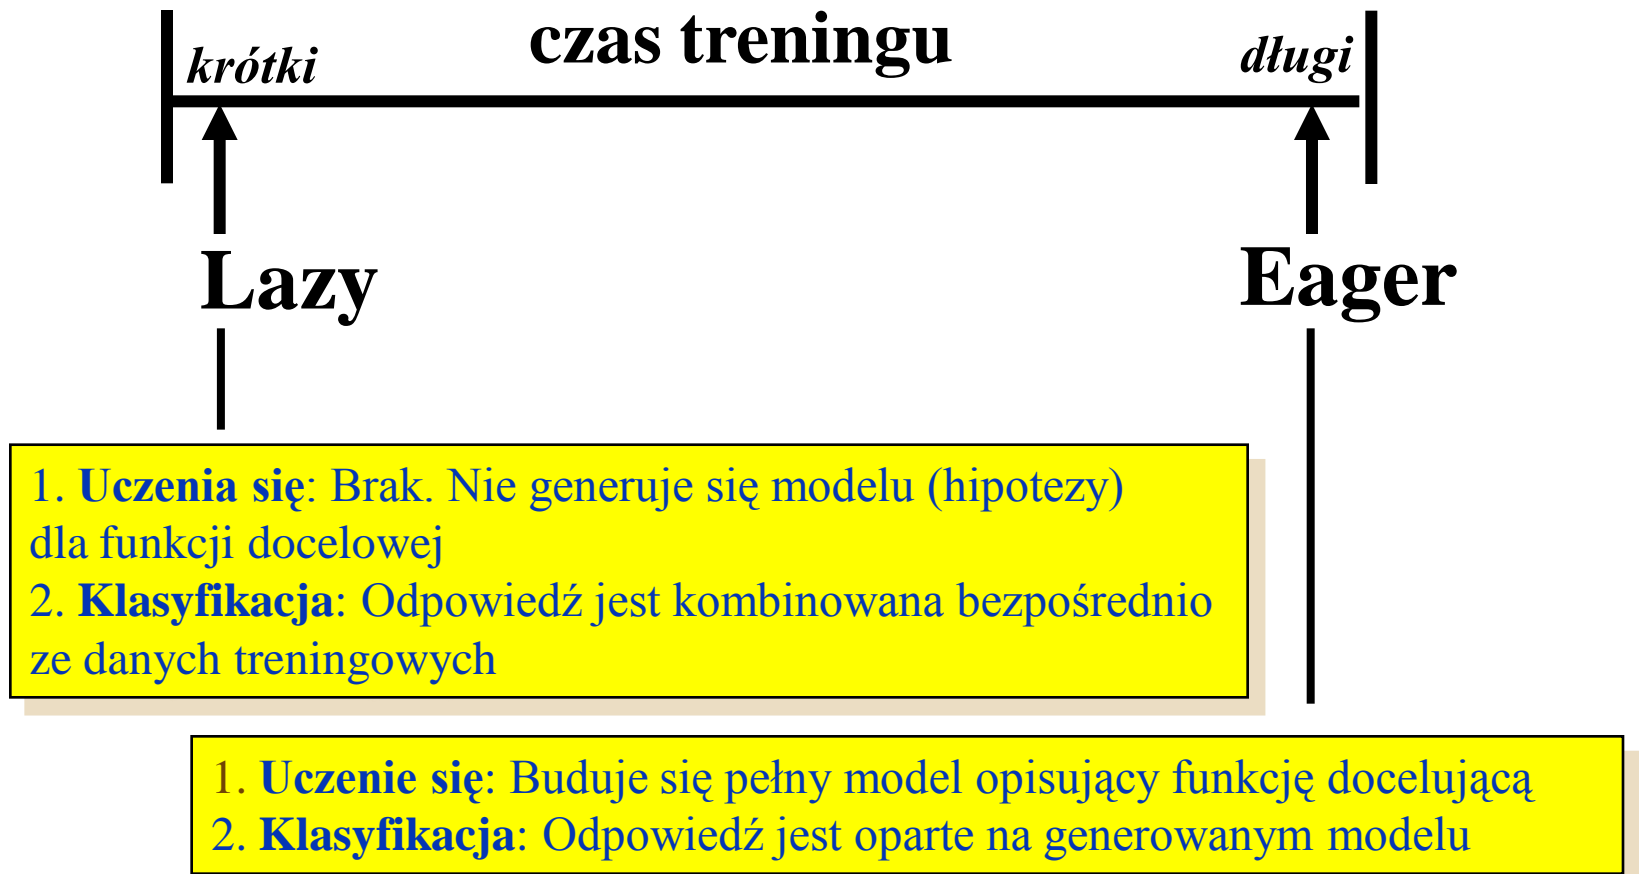 krótki
czas treningu
długi
Lazy
Eager
1. Uczenia się: Brak. Nie generuje się modelu (hipotezy)
dla funkcji docelowej
2. Klasyfikacja: Odpowiedź jest kombinowana bezpośrednio
ze danych treningowych
1. Uczenie się: Buduje się pełny model opisujący funkcję docelującą
2. Klasyfikacja: Odpowiedź jest oparte na generowanym modelu